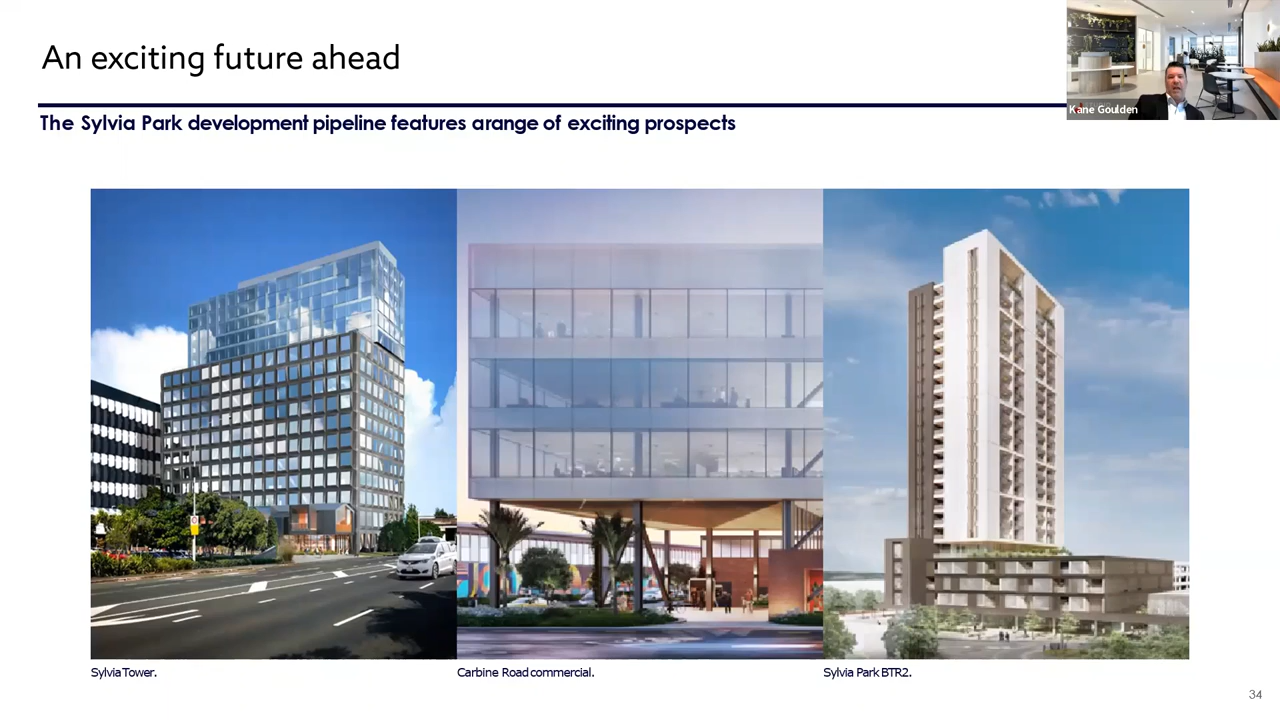 An exciting future ahead
Kane Goulden
The Sylvia Park development pipeline features arange of exciting prospects
Sylvia Tower.
Carbine Road commercial.
Sylvia Park BTR2.
34